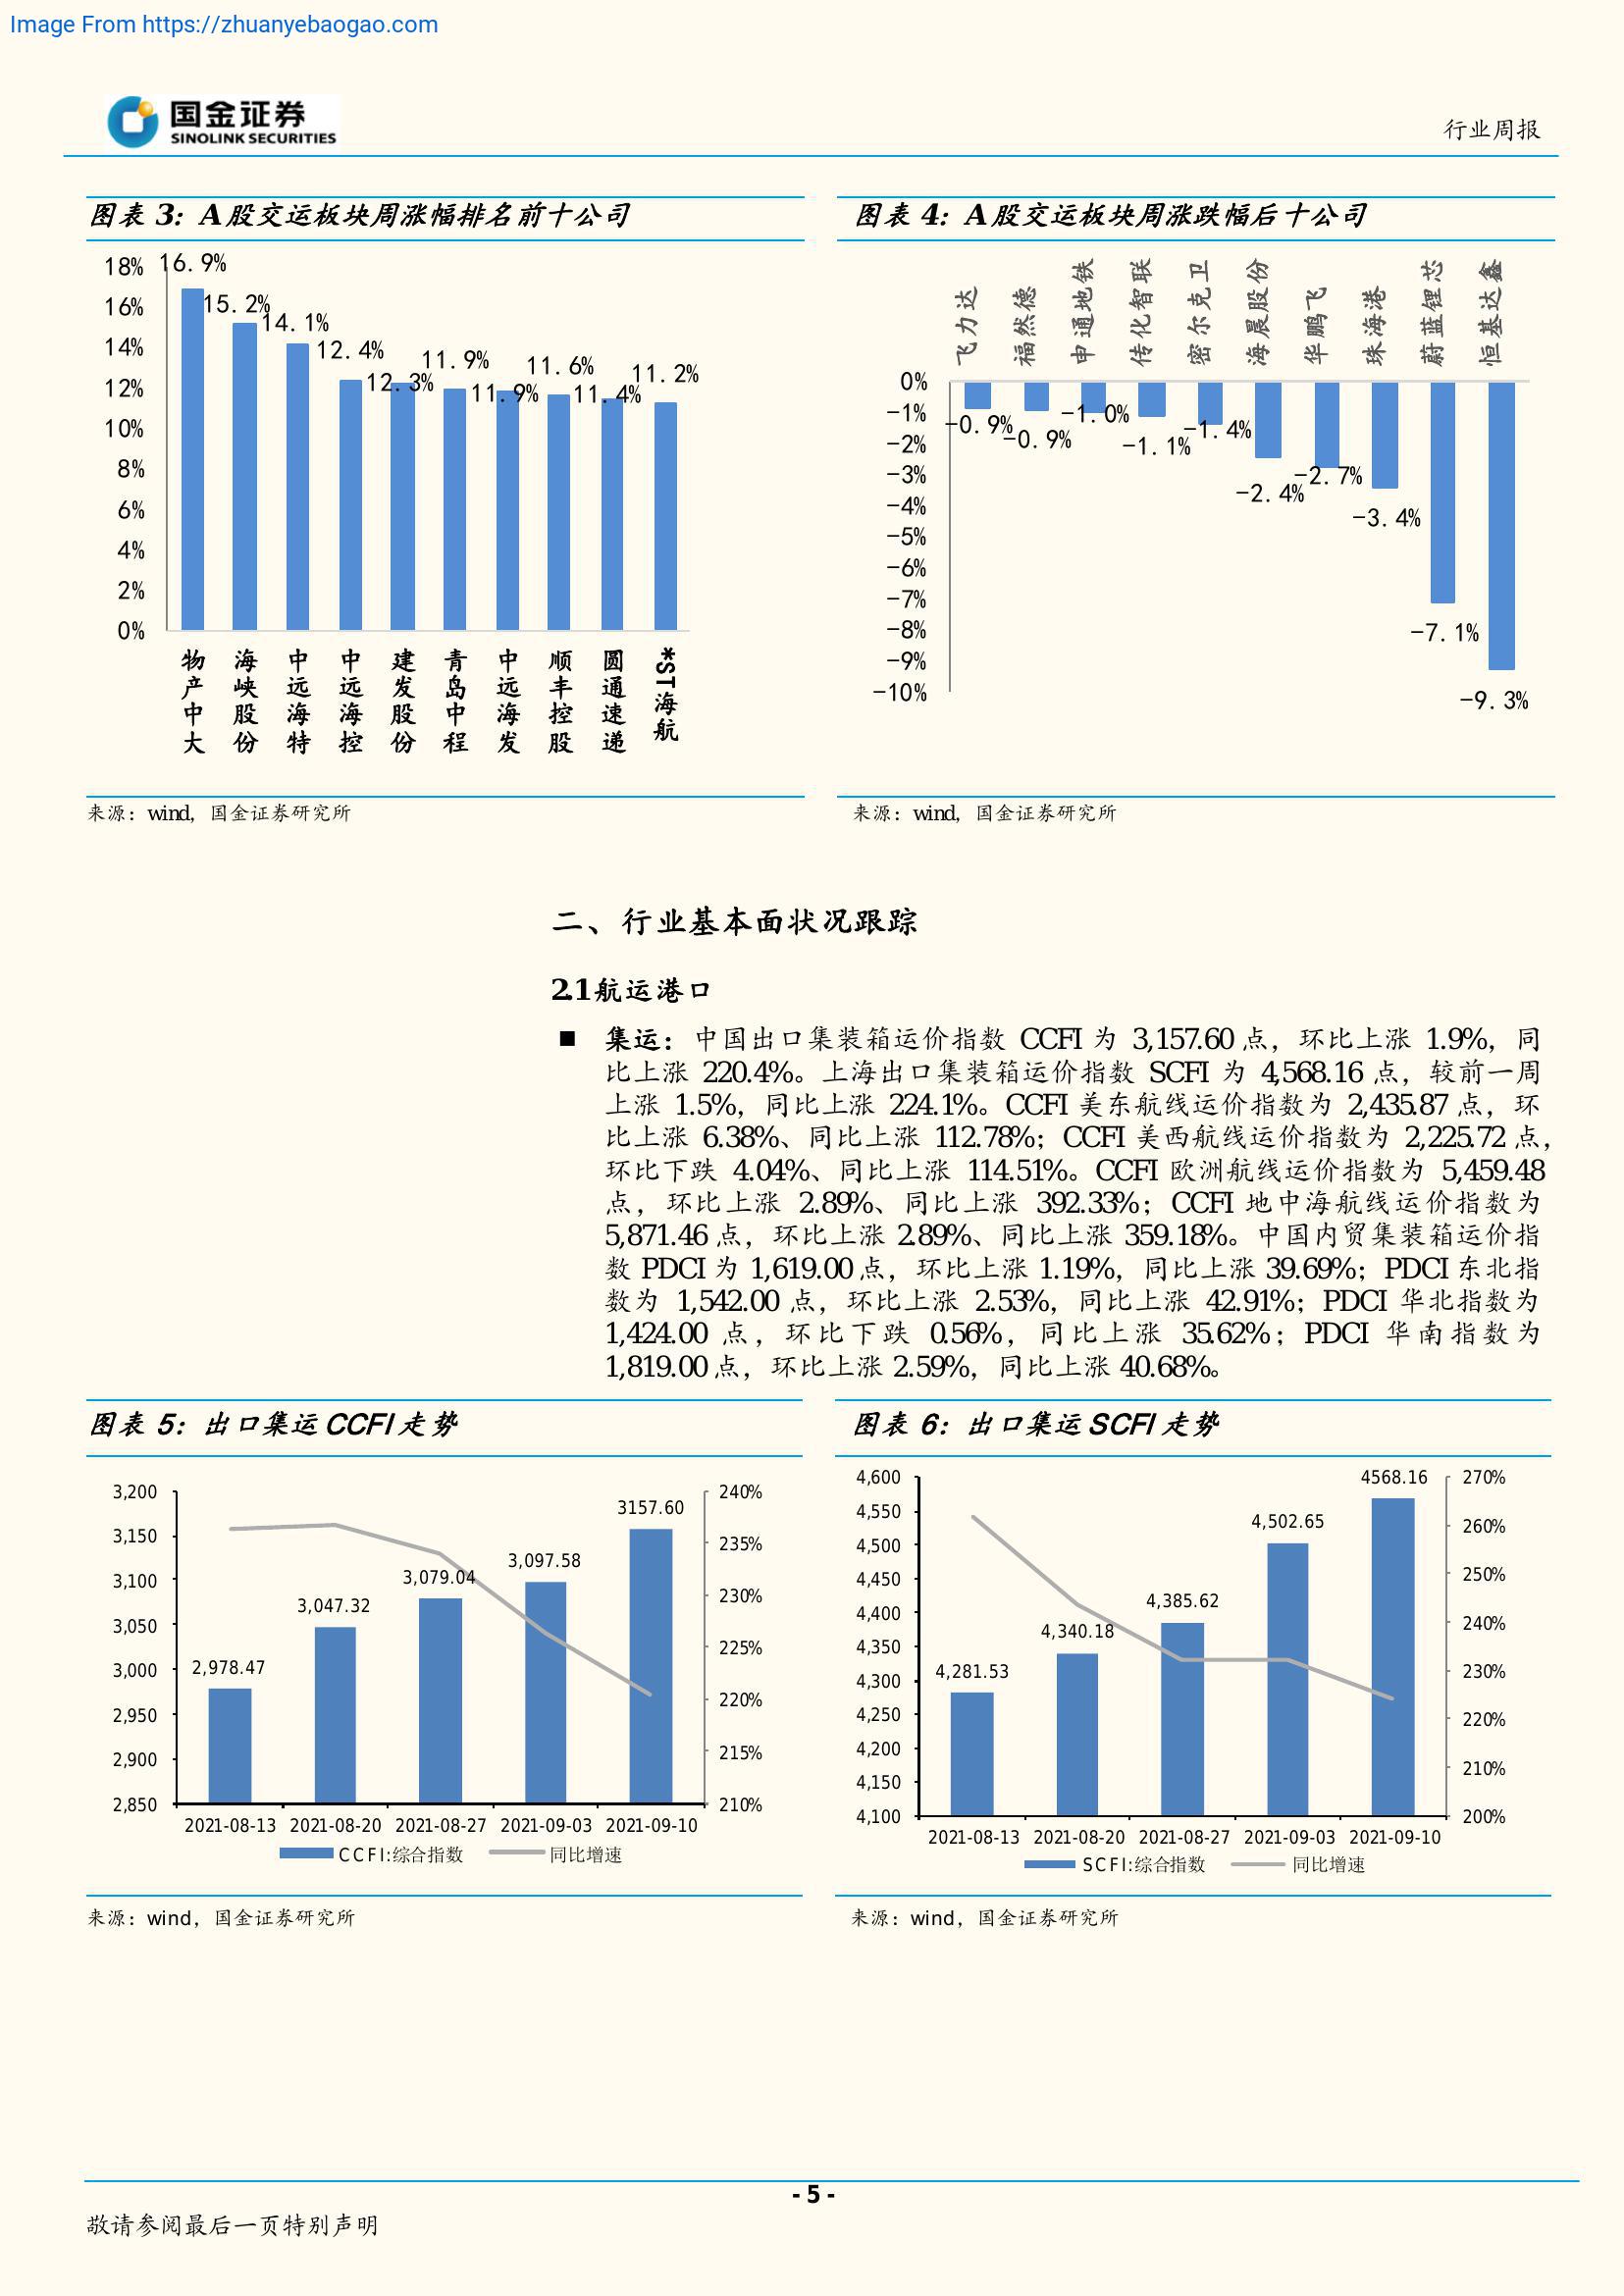 Image From https://zhuanyebaogao.com
国金证券
SINOLINK SECURITIES
行业周报
图表 3：A 股交运板块周涨幅排名前十公司
18%
16%
14%
12%
10%
8%
6%
4%
2%
0%
16.9%
15.2%
14.1%
12.4%
12.3%
11.9%
11.9%
11.6%
11.4%
11.2%
物产中大
海峡股份
中远海特
中远海控
建发股份
青岛中程
中远海发
顺丰控股
圆通速递
*ST海航
来源：wind，国金证券研究所
图表 4：A 股交运板块周涨跌幅后十公司
飞力达
福然德
申通地铁
传化智联
密尔克卫
海晨股份
华鹏飞
珠海港
蔚蓝锂芯
恒基达鑫
0%
-1%
-2%
-3%
-4%
-5%
-6%
-7%
-8%
-9%
-10%
-0.9%
-0.9%
-1.0%
-1.1%
-1.4%
-2.4%
-2.7%
-3.4%
-7.1%
-9.3%
来源：wind，国金证券研究所
二、行业基本面状况跟踪
2.1航运港口
■ 集运：中国出口集装箱运价指数 CCFI 为 3,157.60 点，环比上涨 1.9%，同
比上涨 220.4%。上海出口集装箱运价指数 SCFI 为 4,568.16 点，较前一周
上涨 1.5%，同比上涨 224.1%。CCFI 美东航线运价指数为 2,435.87 点，环
比上涨 6.38%、同比上涨 112.78%；CCFI 美西航线运价指数为 2,225.72 点，
环比下跌 4.04%、同比上涨 114.51%。CCFI 欧洲航线运价指数为 5,459.48
点，环比上涨 2.89%、同比上涨 392.33%；CCFI 地中海航线运价指数为
5,871.46 点，环比上涨 2.89%、同比上涨 359.18%。中国内贸集装箱运价指
数 PDCI 为 1,619.00 点，环比上涨 1.19%，同比上涨 39.69%；PDCI 东北指
数为 1,542.00 点，环比上涨 2.53%，同比上涨 42.91%；PDCI 华北指数为
1,424.00 点，环比下跌 0.56%，同比上涨 35.62%；PDCI 华南指数为
1,819.00 点，环比上涨 2.59%，同比上涨 40.68%。
图表 5：出口集运 CCFI 走势
3,200
3,150
3,100
3,050
3,000
2,950
2,900
2,850
2,978.47
3,047.32
3,079.04
3,097.58
3157.60
240%
235%
230%
225%
220%
215%
210%
2021-08-13 2021-08-20 2021-08-27 2021-09-03 2021-09-10
CCFI:综合指数 同比增速
来源：wind，国金证券研究所
图表 6：出口集运 SCFI 走势
4,600
4,550
4,500
4,450
4,400
4,350
4,300
4,250
4,200
4,150
4,100
4,281.53
4,340.18
4,385.62
4,502.65
4568.16
270%
260%
250%
240%
230%
220%
210%
200%
2021-08-13 2021-08-20 2021-08-27 2021-09-03 2021-09-10
SCFI:综合指数 同比增速
来源：wind，国金证券研究所
- 5 -
敬请参阅最后一页特别声明